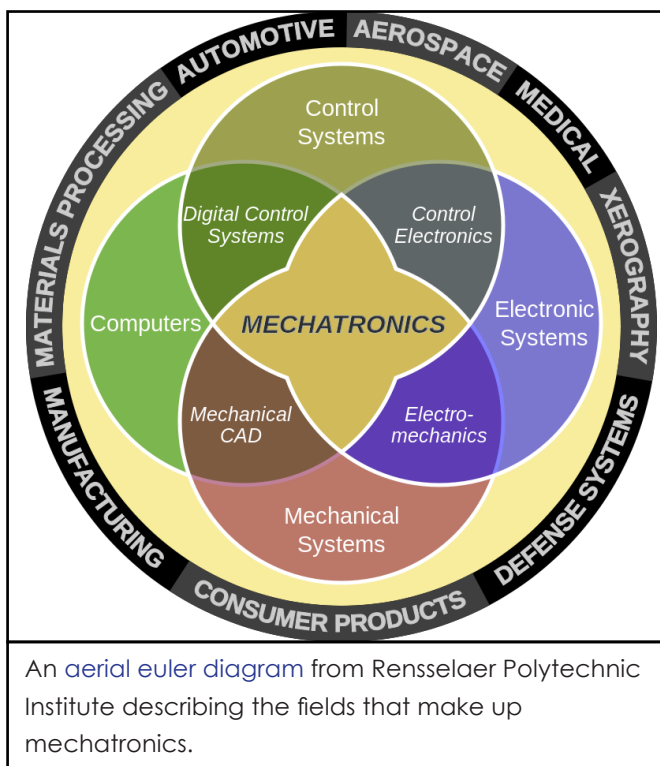 AUTOMOTIVE
AEROSPACE
MEDICAL
XEROGRAPHY
DEFENSE SYSTEMS
CONSUMER PRODUCTS
MANUFACTURING
MATERIALS PROCESSING
Control
Systems
Digital Control
Systems
Control
Electronics
Computers
MECHATRONICS
Electronic
Systems
Mechanical
CAD
Electro-
mechanics
Mechanical
Systems
An aerial euler diagram from Rensselaer Polytechnic
Institute describing the fields that make up
mechatronics.